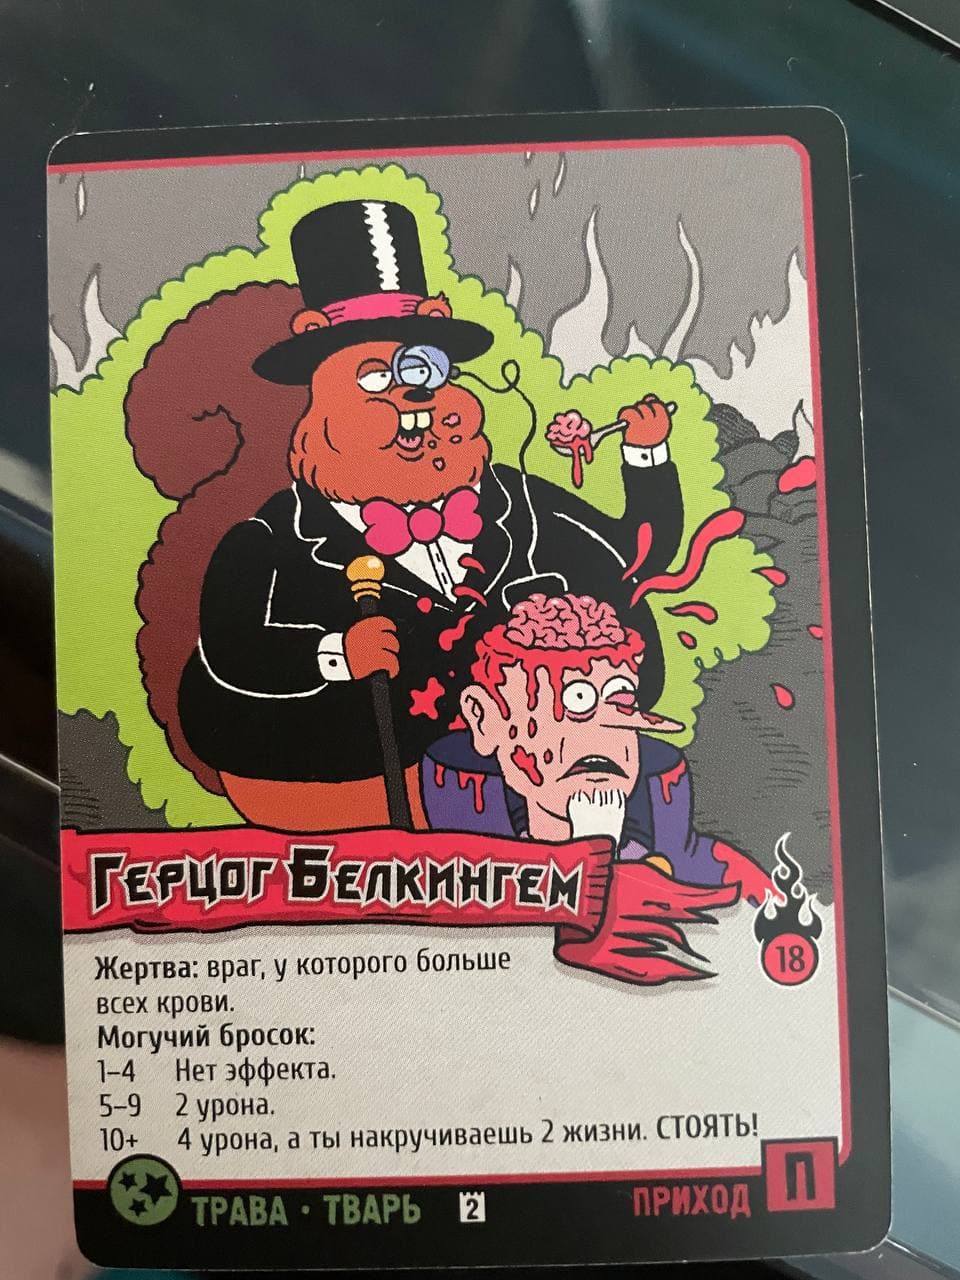 Герцог Белкингем
18
Жертва: враг, у которого больше
всех крови.
Могучий бросок:
1–4 Нет эффекта.
5–9 2 урона.
10+ 4 урона, а ты накручиваешь 2 жизни. СТОЯТЬ!
ТРАВА · ТВАРЬ 2 ПРИХОД П